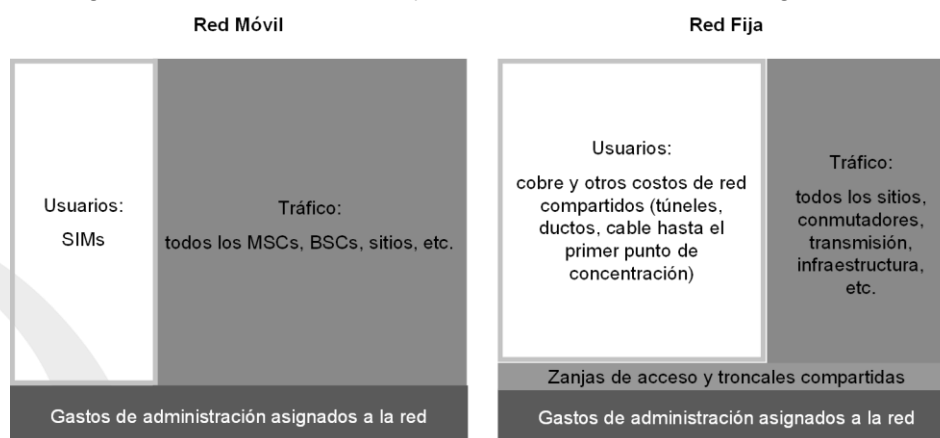 Red Móvil
Red Fija
Usuarios:
SIMs
Tráfico:
todos los MSCs, BSCs, sitios, etc.
Usuarios:
cobre y otros costos de red
compartidos (túneles,
ductos, cable hasta el
primer punto de
concentración)
Tráfico:
todos los sitios,
conmutadores,
transmisión,
infraestructura,
etc.
Zanjas de acceso y troncales compartidas
Gastos de administración asignados a la red
Gastos de administración asignados a la red